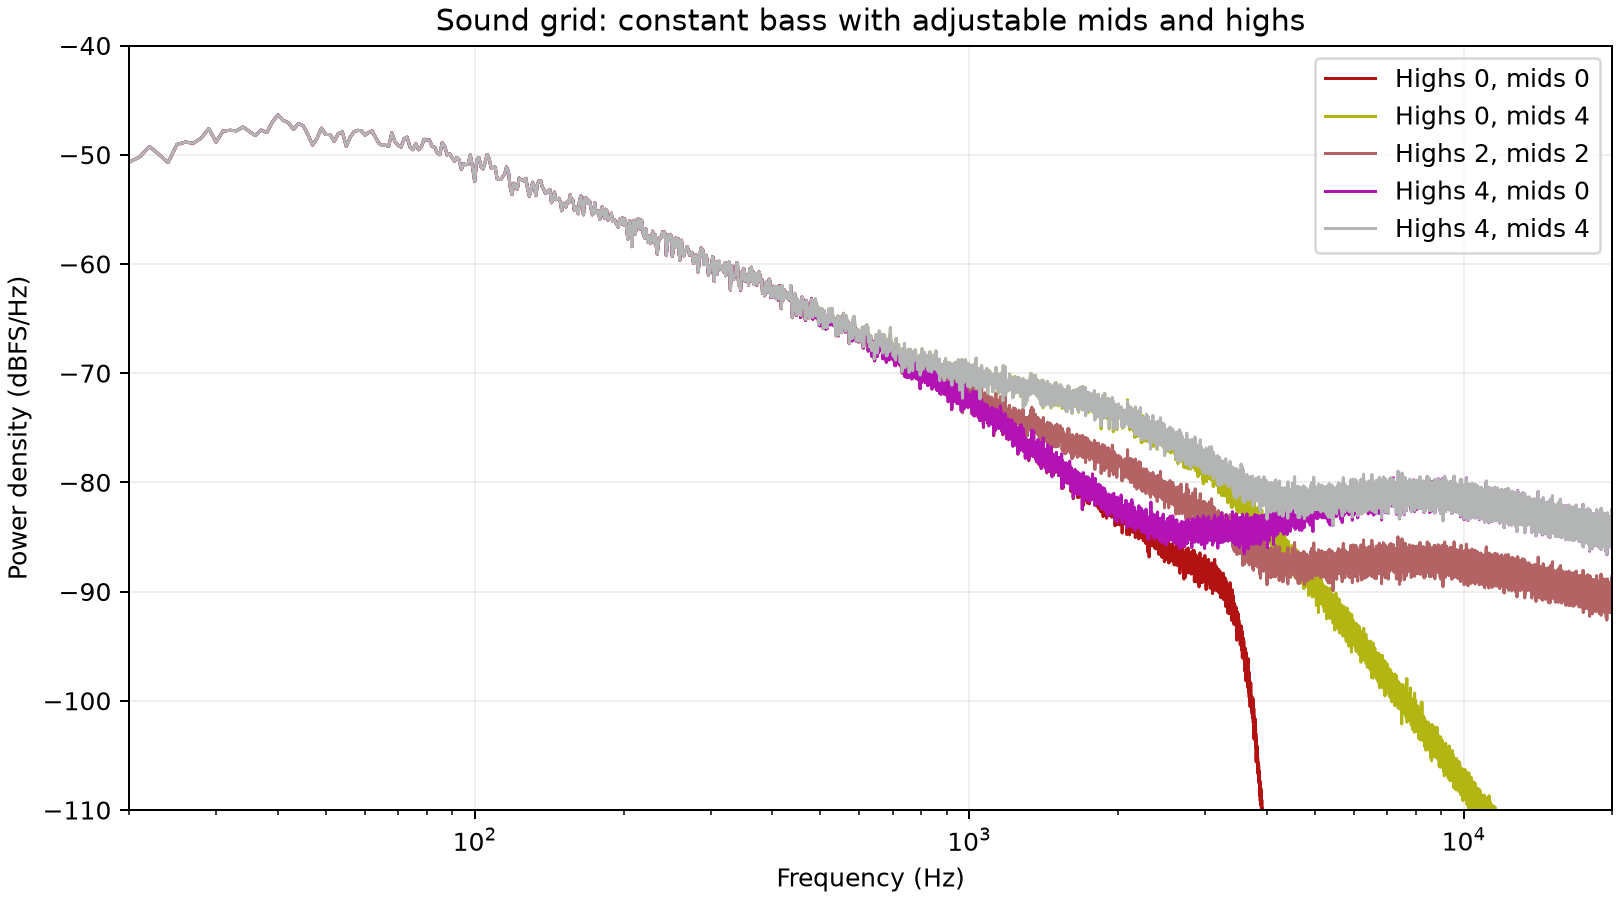 Sound grid: constant bass with adjustable mids and highs
Power density (dBFS/Hz)
−40
−50
−60
−70
−80
−90
−100
−110
Highs 0, mids 0
Highs 0, mids 4
Highs 2, mids 2
Highs 4, mids 0
Highs 4, mids 4
10²
10³
10⁴
Frequency (Hz)